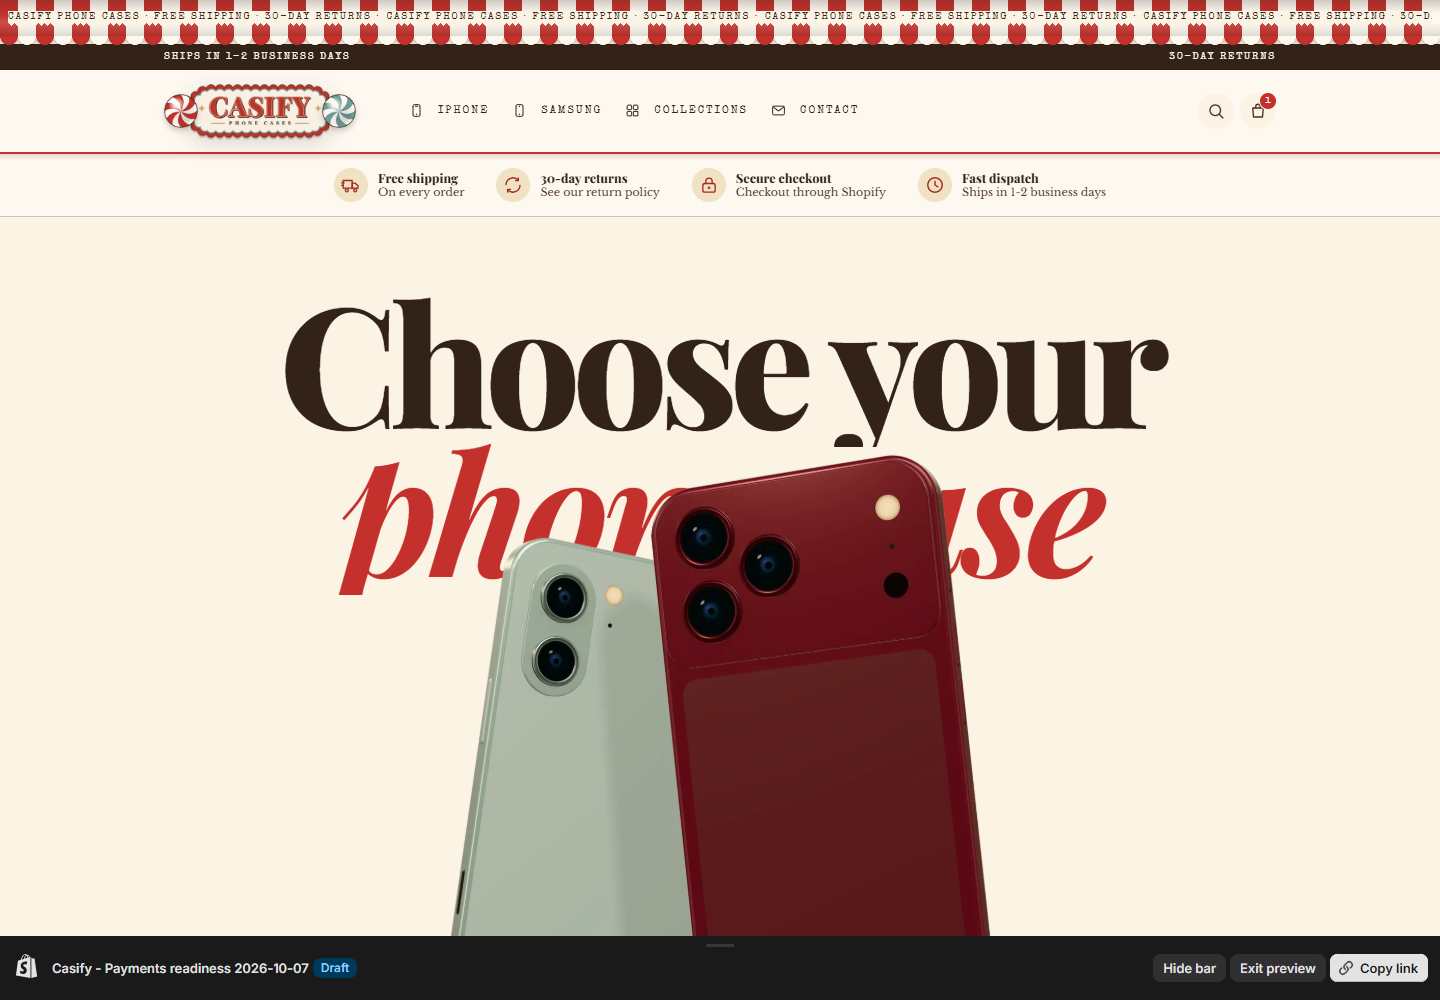 CASIFY PHONE CASES · FREE SHIPPING · 30-DAY RETURNS · CASIFY PHONE CASES · FREE SHIPPING · 30-DAY RETURNS · CASIFY PHONE CASES · FREE SHIPPING · 30-DAY RETURNS · CASIFY PHONE CASES · FREE SHIPPING · 30-D
SHIPS IN 1-2 BUSINESS DAYS
30-DAY RETURNS
CASIFY
PHONE CASES
IPHONE
SAMSUNG
COLLECTIONS
CONTACT
1
Free shipping
On every order
30-day returns
See our return policy
Secure checkout
Checkout through Shopify
Fast dispatch
Ships in 1-2 business days
Choose your
Casify - Payments readiness 2026-10-07
Draft
Hide bar
Exit preview
Copy link